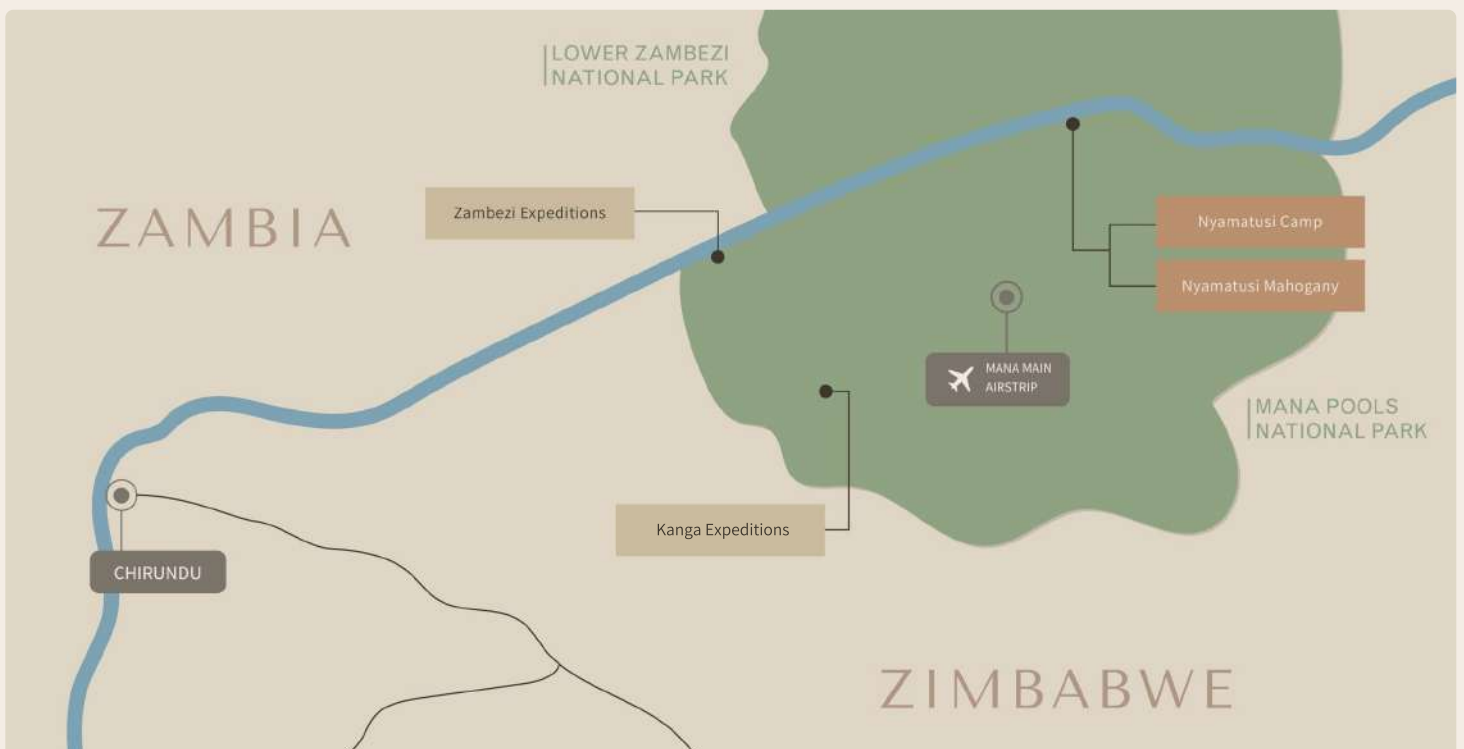 LOWER ZAMBEZI
NATIONAL PARK
ZAMBIA
Zambezi Expeditions
Nyamatusi Camp
Nyamatusi Mahogany
MANA MAIN
AIRSTRIP
MANA POOLS
NATIONAL PARK
Kanga Expeditions
CHIRUNDU
ZIMBABWE